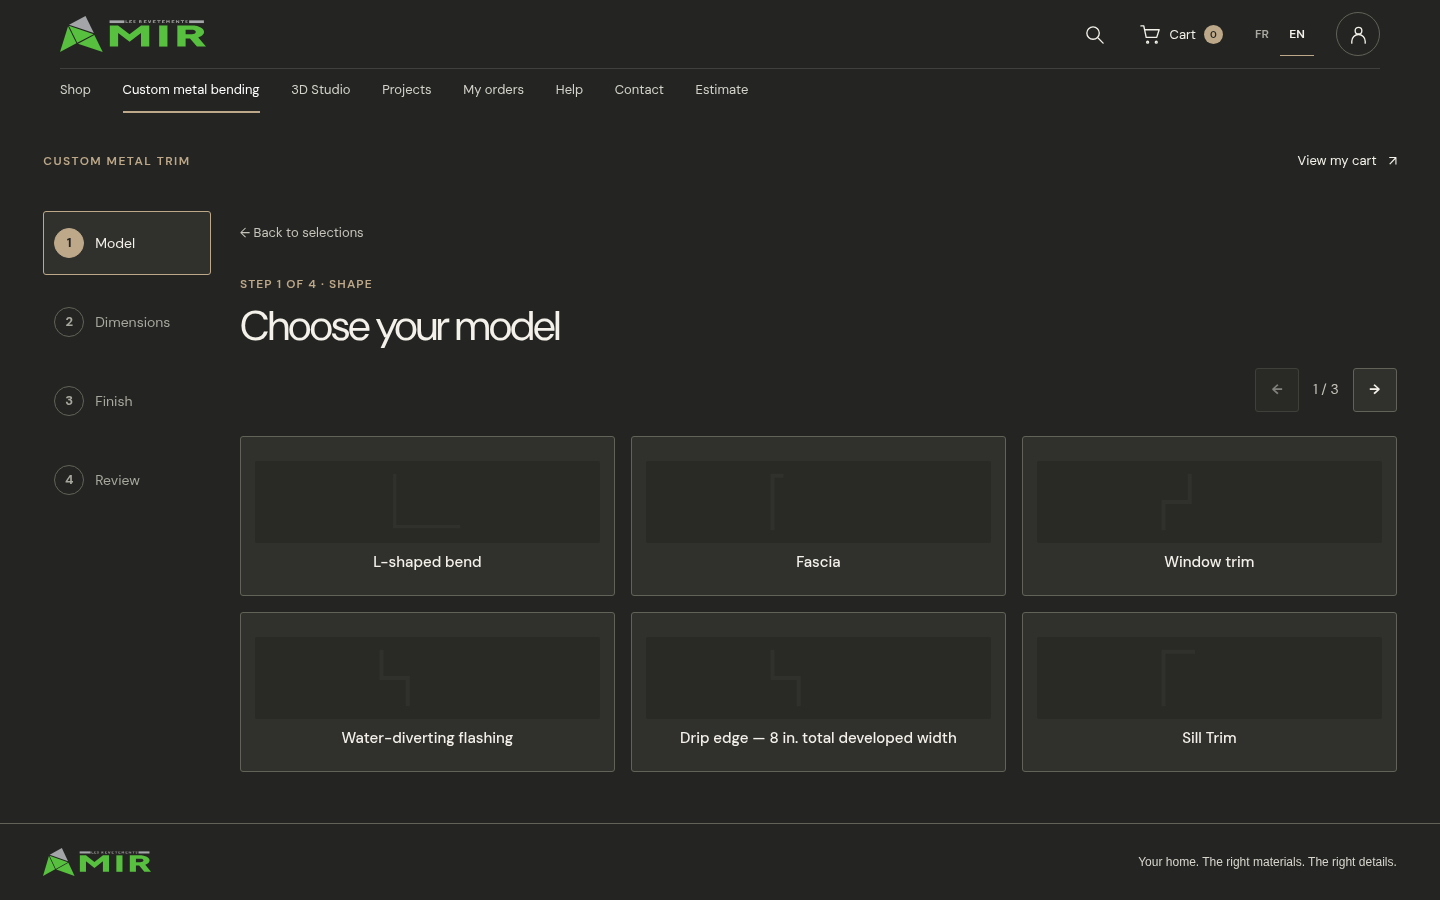 LES REVÊTEMENTS
MIR
Cart 0
FR EN
Shop Custom metal bending 3D Studio Projects My orders Help Contact Estimate
CUSTOM METAL TRIM
View my cart ↗
1 Model
2 Dimensions
3 Finish
4 Review
← Back to selections
STEP 1 OF 4 · SHAPE
Choose your model
← 1 / 3 →
L-shaped bend
Fascia
Window trim
Water-diverting flashing
Drip edge — 8 in. total developed width
Sill Trim
LES REVÊTEMENTS
MIR
Your home. The right materials. The right details.